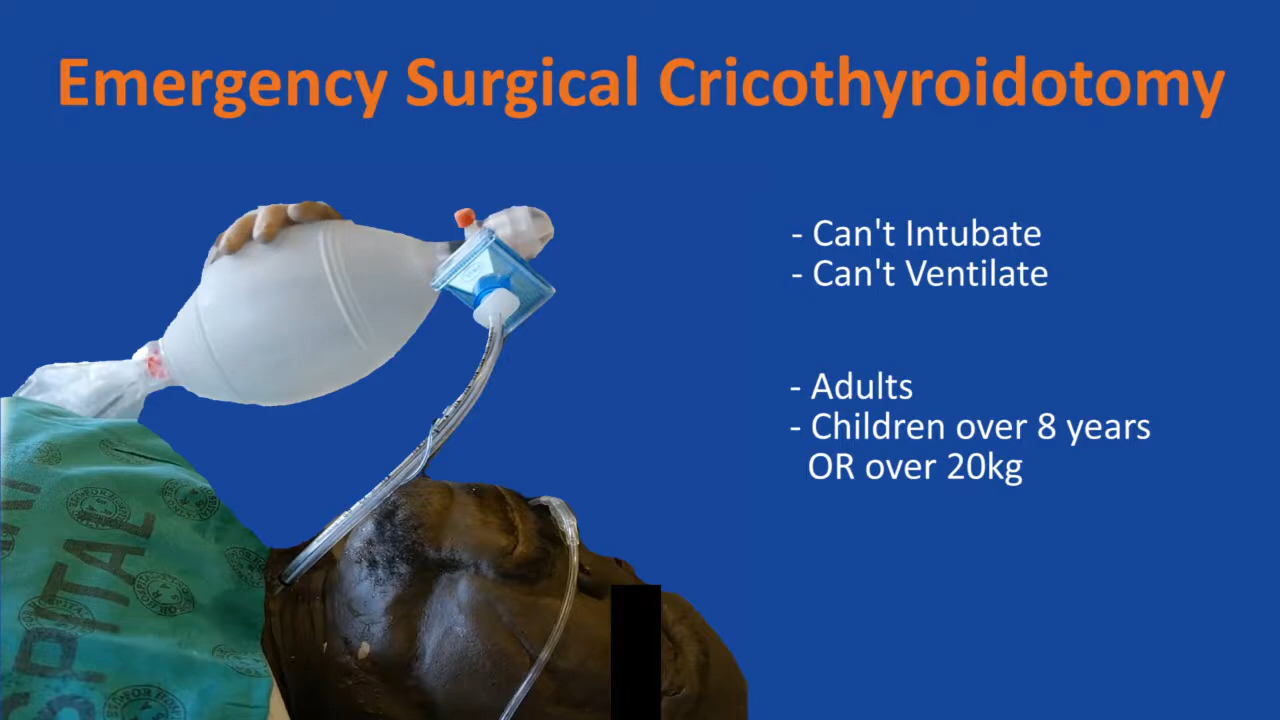 Emergency Surgical Cricothyroidotomy
- Can't Intubate
- Can't Ventilate
- Adults
- Children over 8 years
OR over 20kg